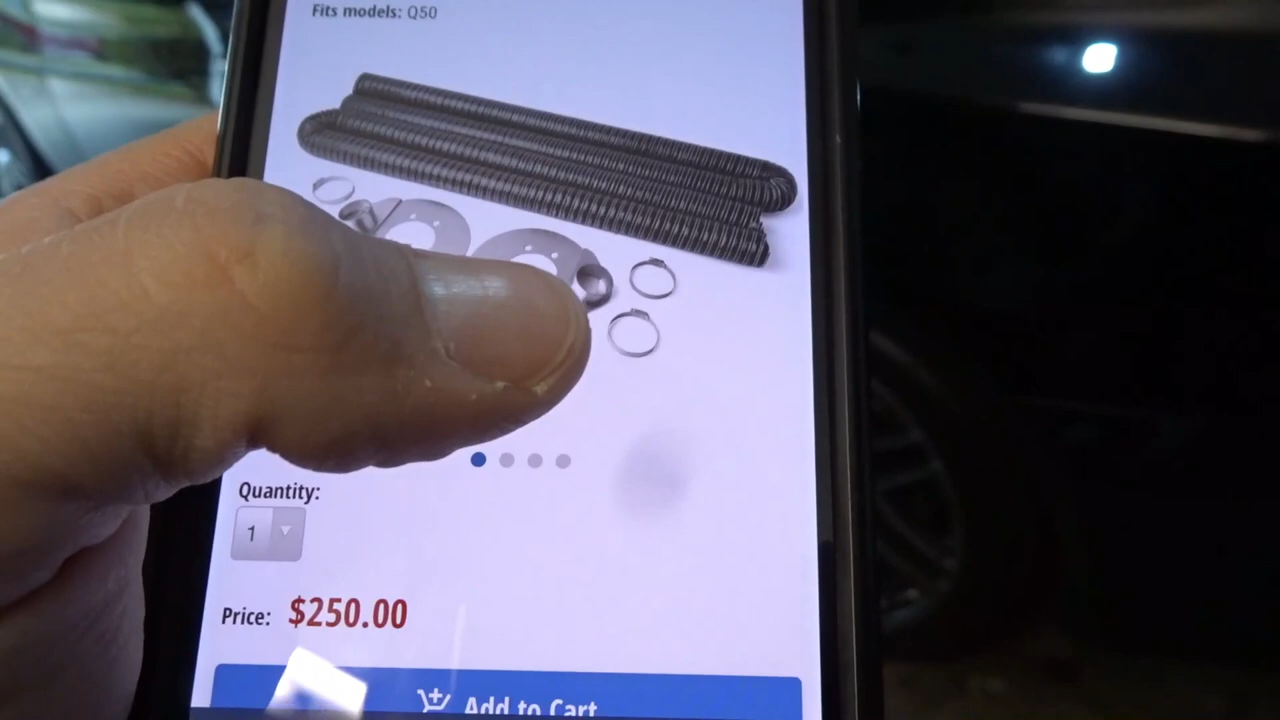 Fits models: Q50
Quantity:
1
Price: $250.00
Add to Cart